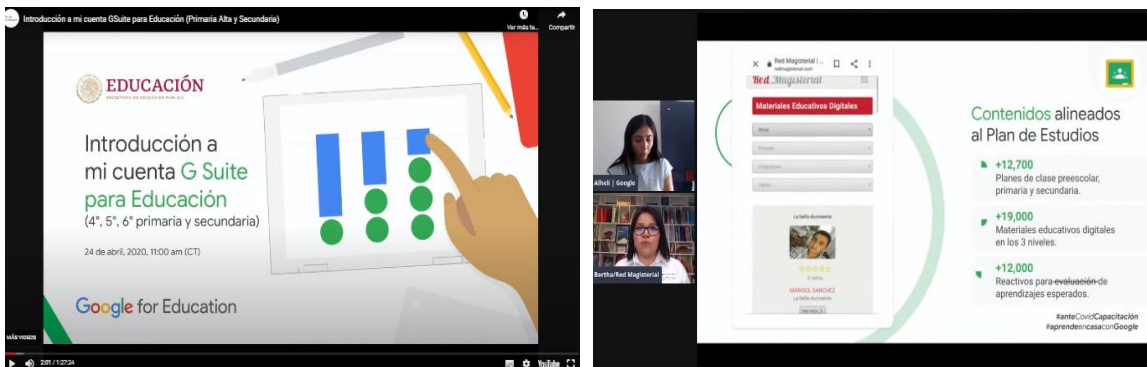 Introducción a mi cuenta GSuite para Educación (Primaria Alta y Secundaria)
Ver más ta...
Compartir
EDUCACIÓN
SECRETARÍA DE EDUCACIÓN PÚBLICA
Introducción a
mi cuenta G Suite
para Educación
(4°, 5°, 6° primaria y secundaria)
24 de abril, 2020, 11:00 am (CT)
Google for Education
MÁS VIDEOS
2:01 / 1:27:24
YouTube
Alheli | Google
Bertha/Red Magisterial
Red Magisterial | ...
redmagisterial.com
Red Magisterial
Materiales Educativos Digitales
Nivel
La bella durmiente
0 votos
MARISOL SANCHEZ
La bella durmiente
Contenidos alineados
al Plan de Estudios
+12,700
Planes de clase preescolar,
primaria y secundaria.
+19,000
Materiales educativos digitales
en los 3 niveles.
+12,000
Reactivos para evaluación de
aprendizajes esperados.
#anteCovidCapacitación
#aprendeencasaconGoogle